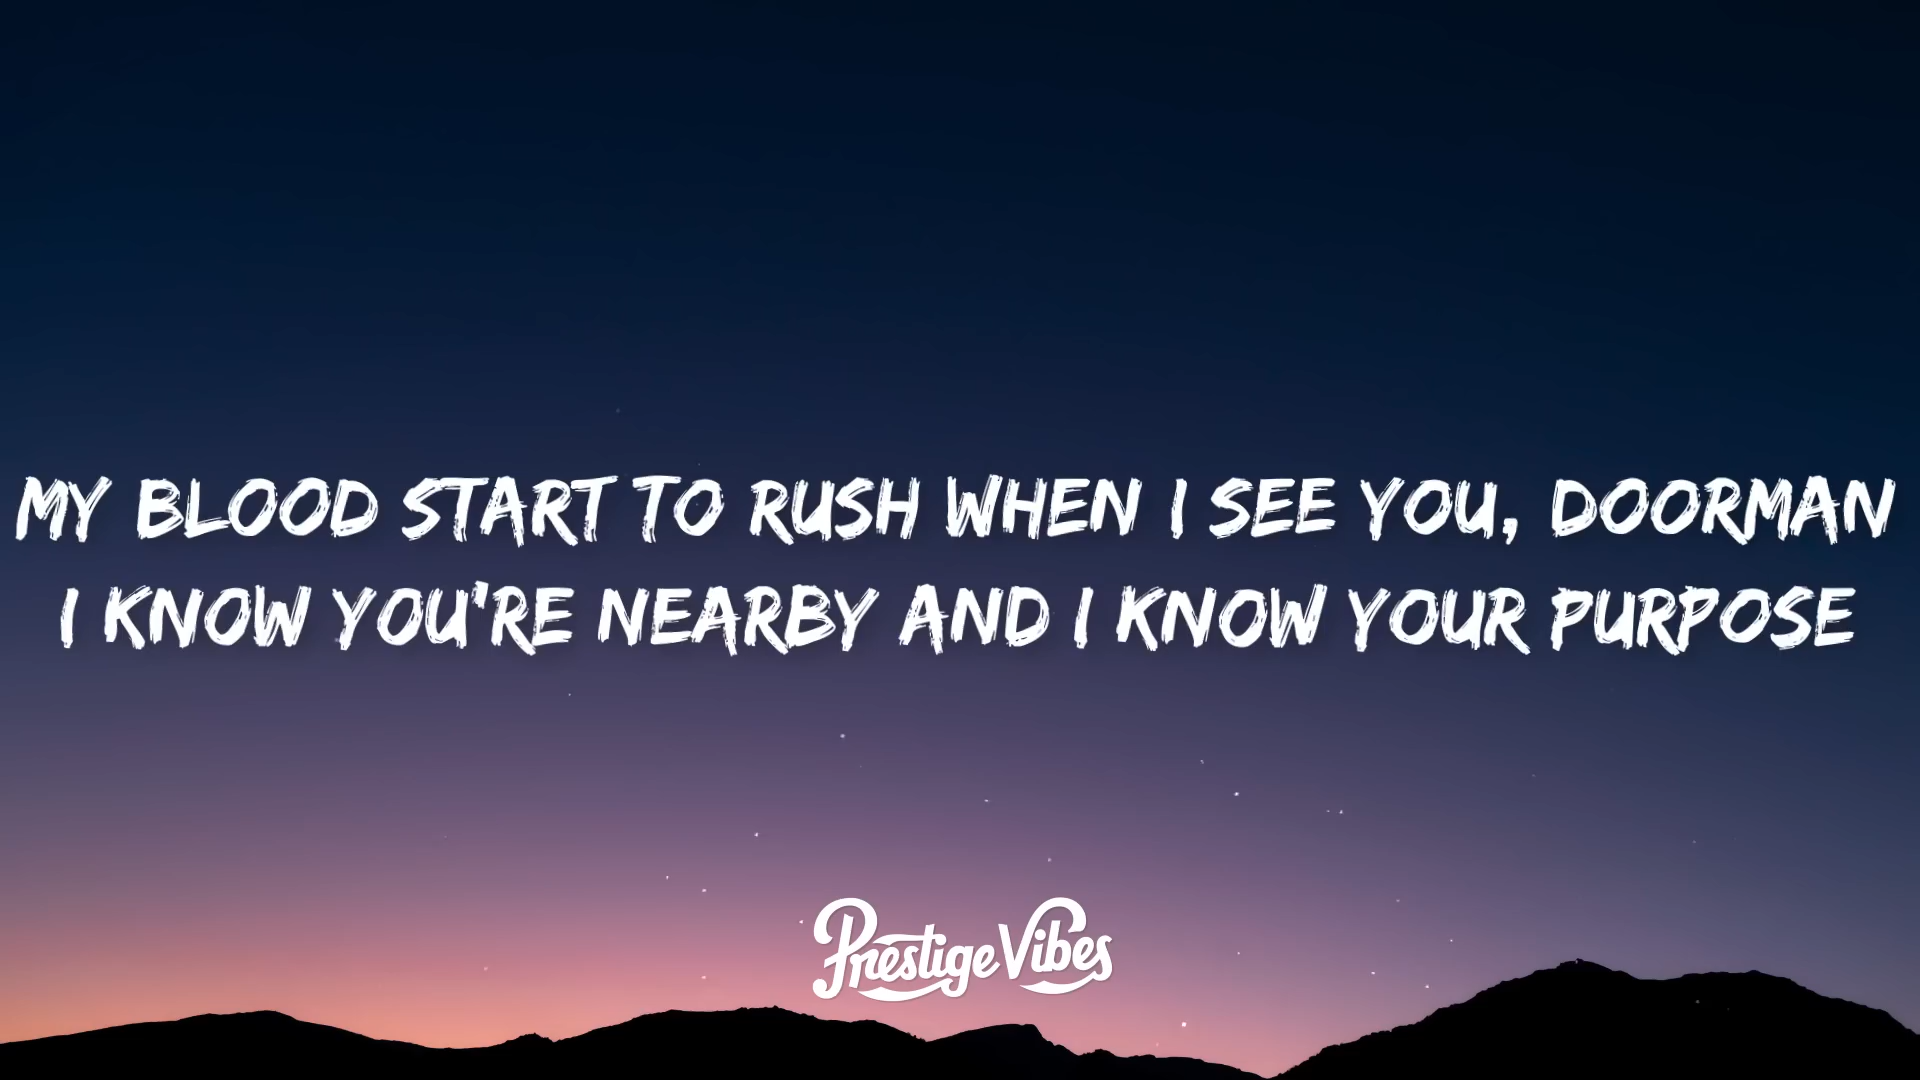 MY BLOOD START TO RUSH WHEN I SEE YOU, DOORMAN
I KNOW YOU'RE NEARBY AND I KNOW YOUR PURPOSE
Prestige Vibes